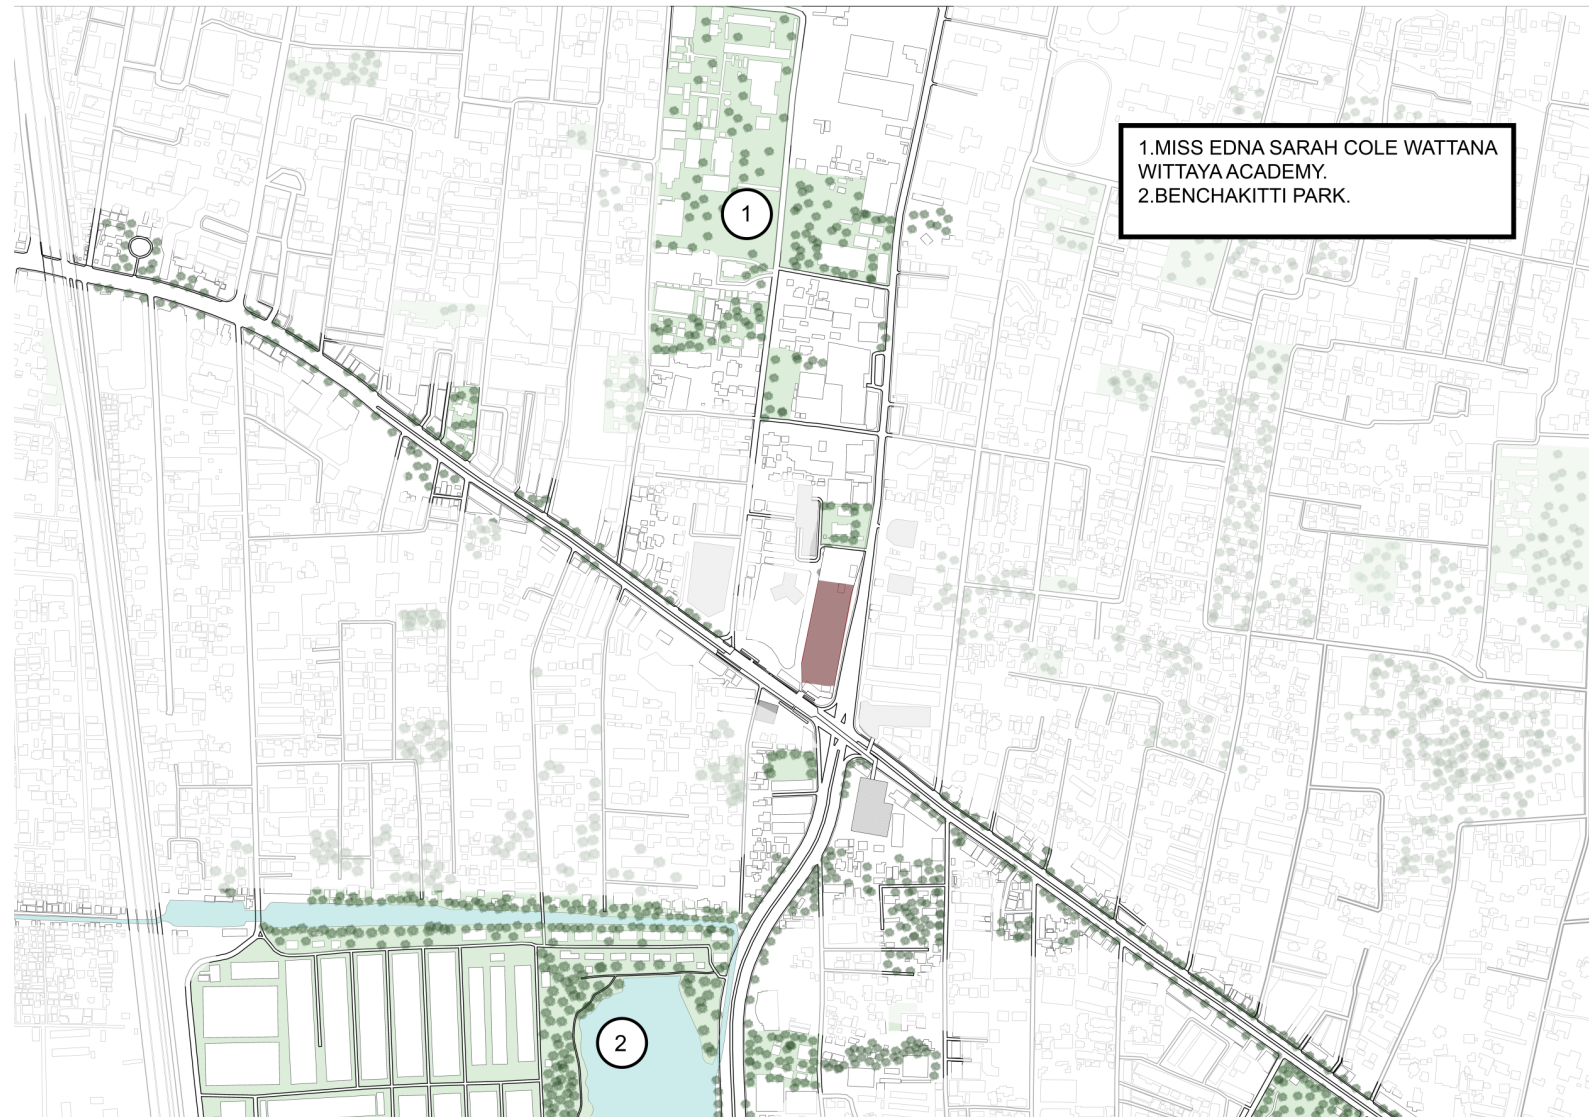 1.MISS EDNA SARAH COLE WATTANA
WITTAYA ACADEMY.
2.BENCHAKITTI PARK.
1
2